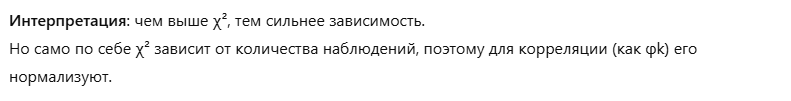 Интерпретация: чем выше χ², тем сильнее зависимость.
Но само по себе χ² зависит от количества наблюдений, поэтому для корреляции (как φk) его
нормализуют.